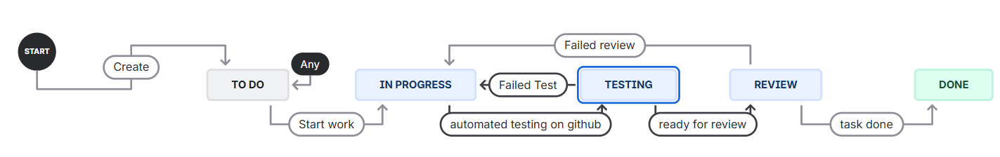 START
Create
TO DO
Any
Start work
IN PROGRESS
Failed review
Failed Test
automated testing on github
TESTING
ready for review
REVIEW
task done
DONE